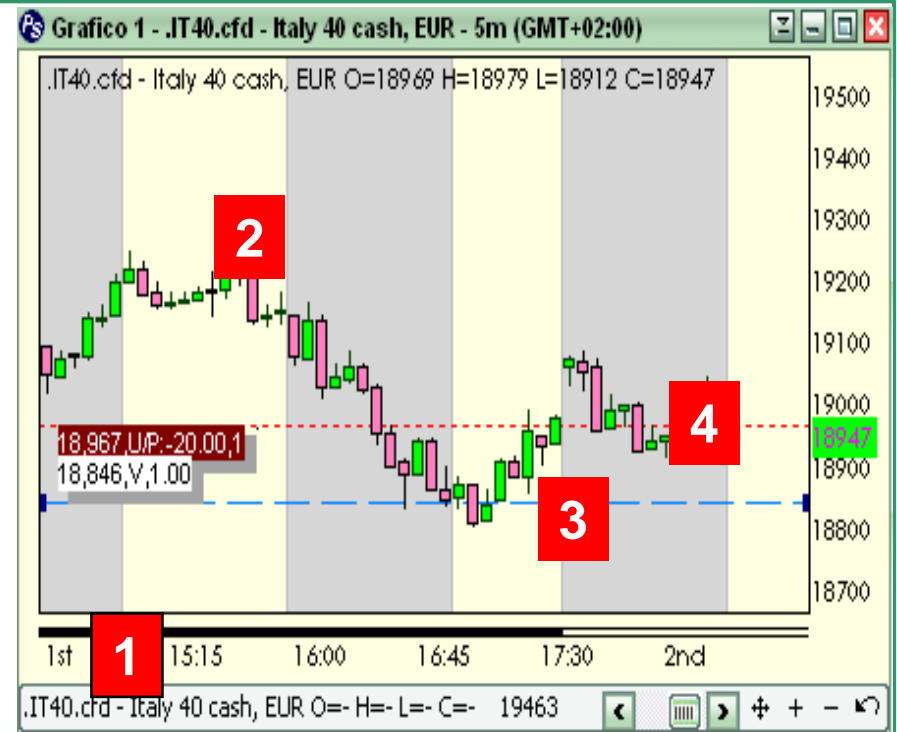 Grafico 1 - .IT40.cfd - Italy 40 cash, EUR - 5m (GMT+02:00)
.IT40.cfd - Italy 40 cash, EUR O=18969 H=18979 L=18912 C=18947
19500
19400
19300
2
19200
19100
19000
4
18,967,U/P:-20.00,1
18947
18,846,V,1.00
18900
3
18800
18700
1
1st 15:15 16:00 16:45 17:30 2nd
.IT40.cfd - Italy 40 cash, EUR O=- H=- L=- C=- 19463